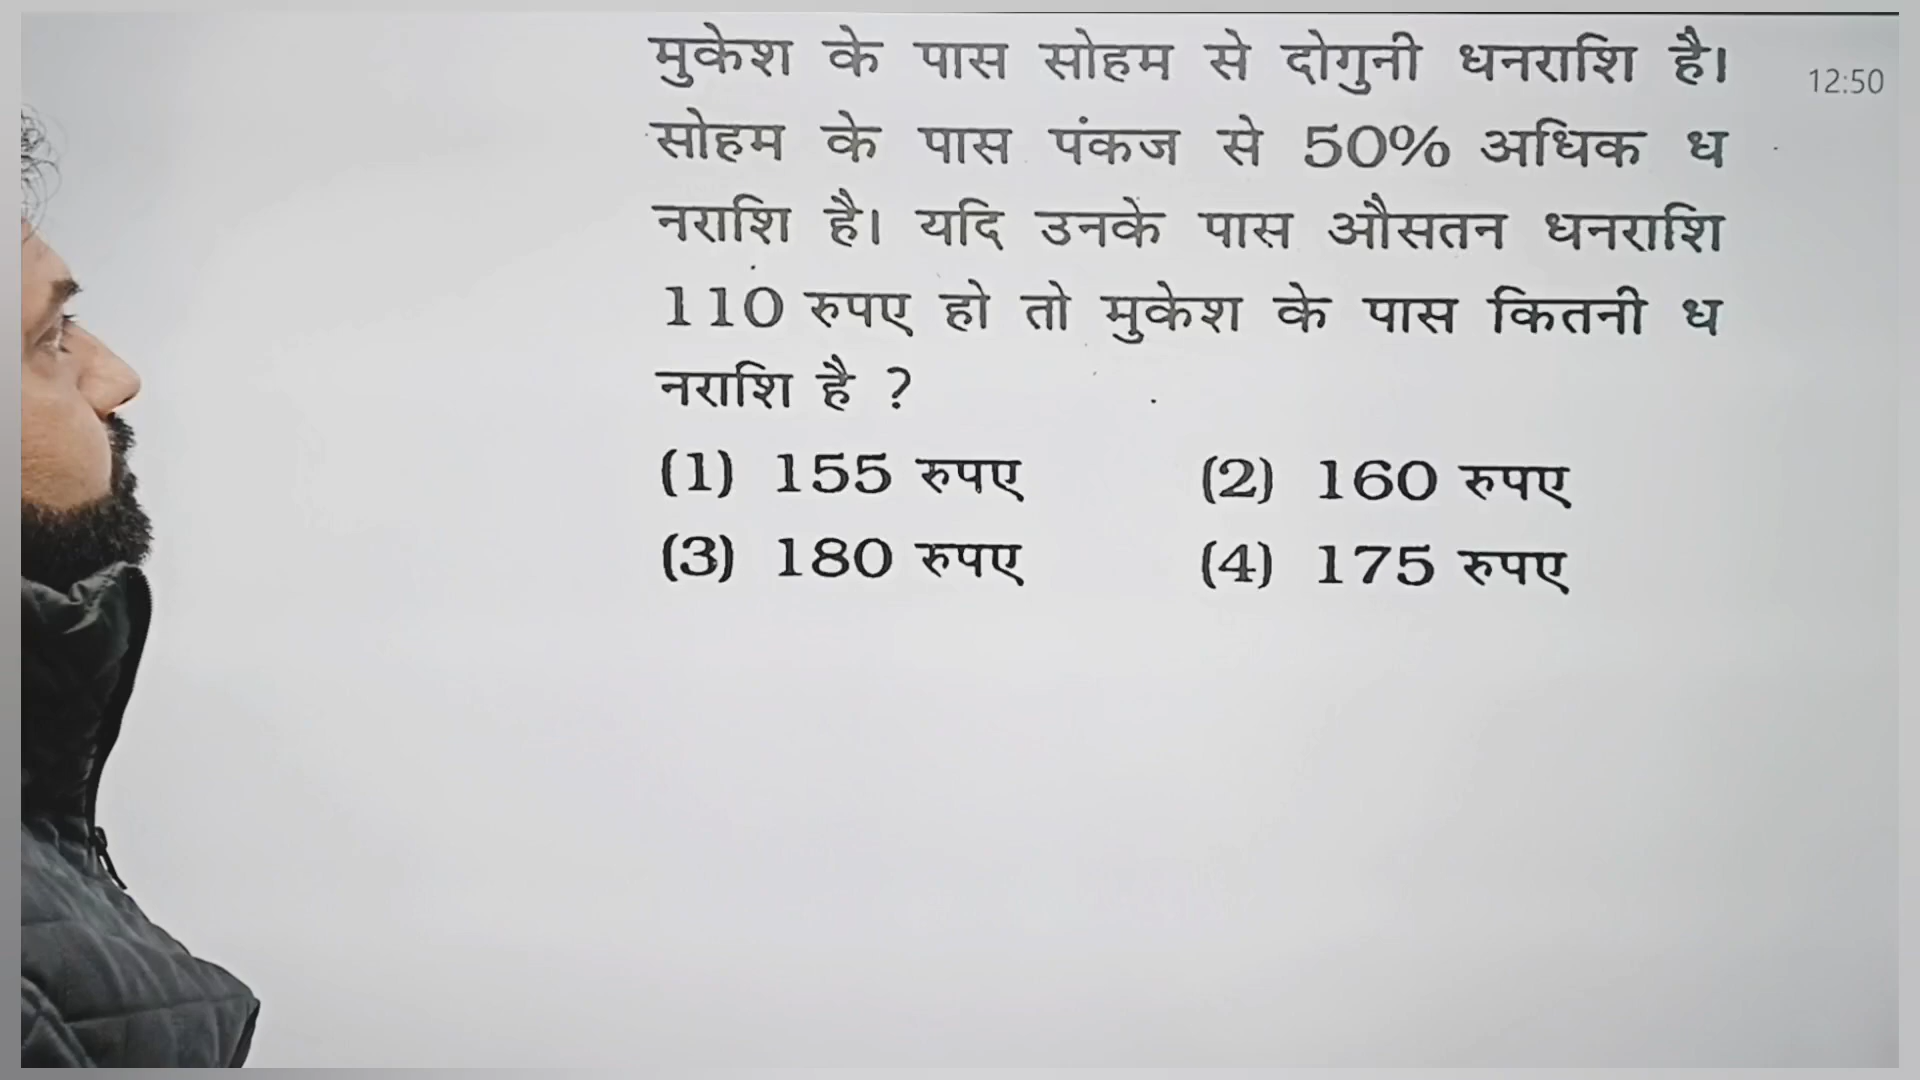 मुकेश के पास सोहम से दोगुनी धनराशि है।
12:50
सोहम के पास पंकज से 50% अधिक ध
नराशि है। यदि उनके पास औसतन धनराशि
110 रुपए हो तो मुकेश के पास कितनी ध
नराशि है ?
(1) 155 रुपए (2) 160 रुपए
(3) 180 रुपए (4) 175 रुपए